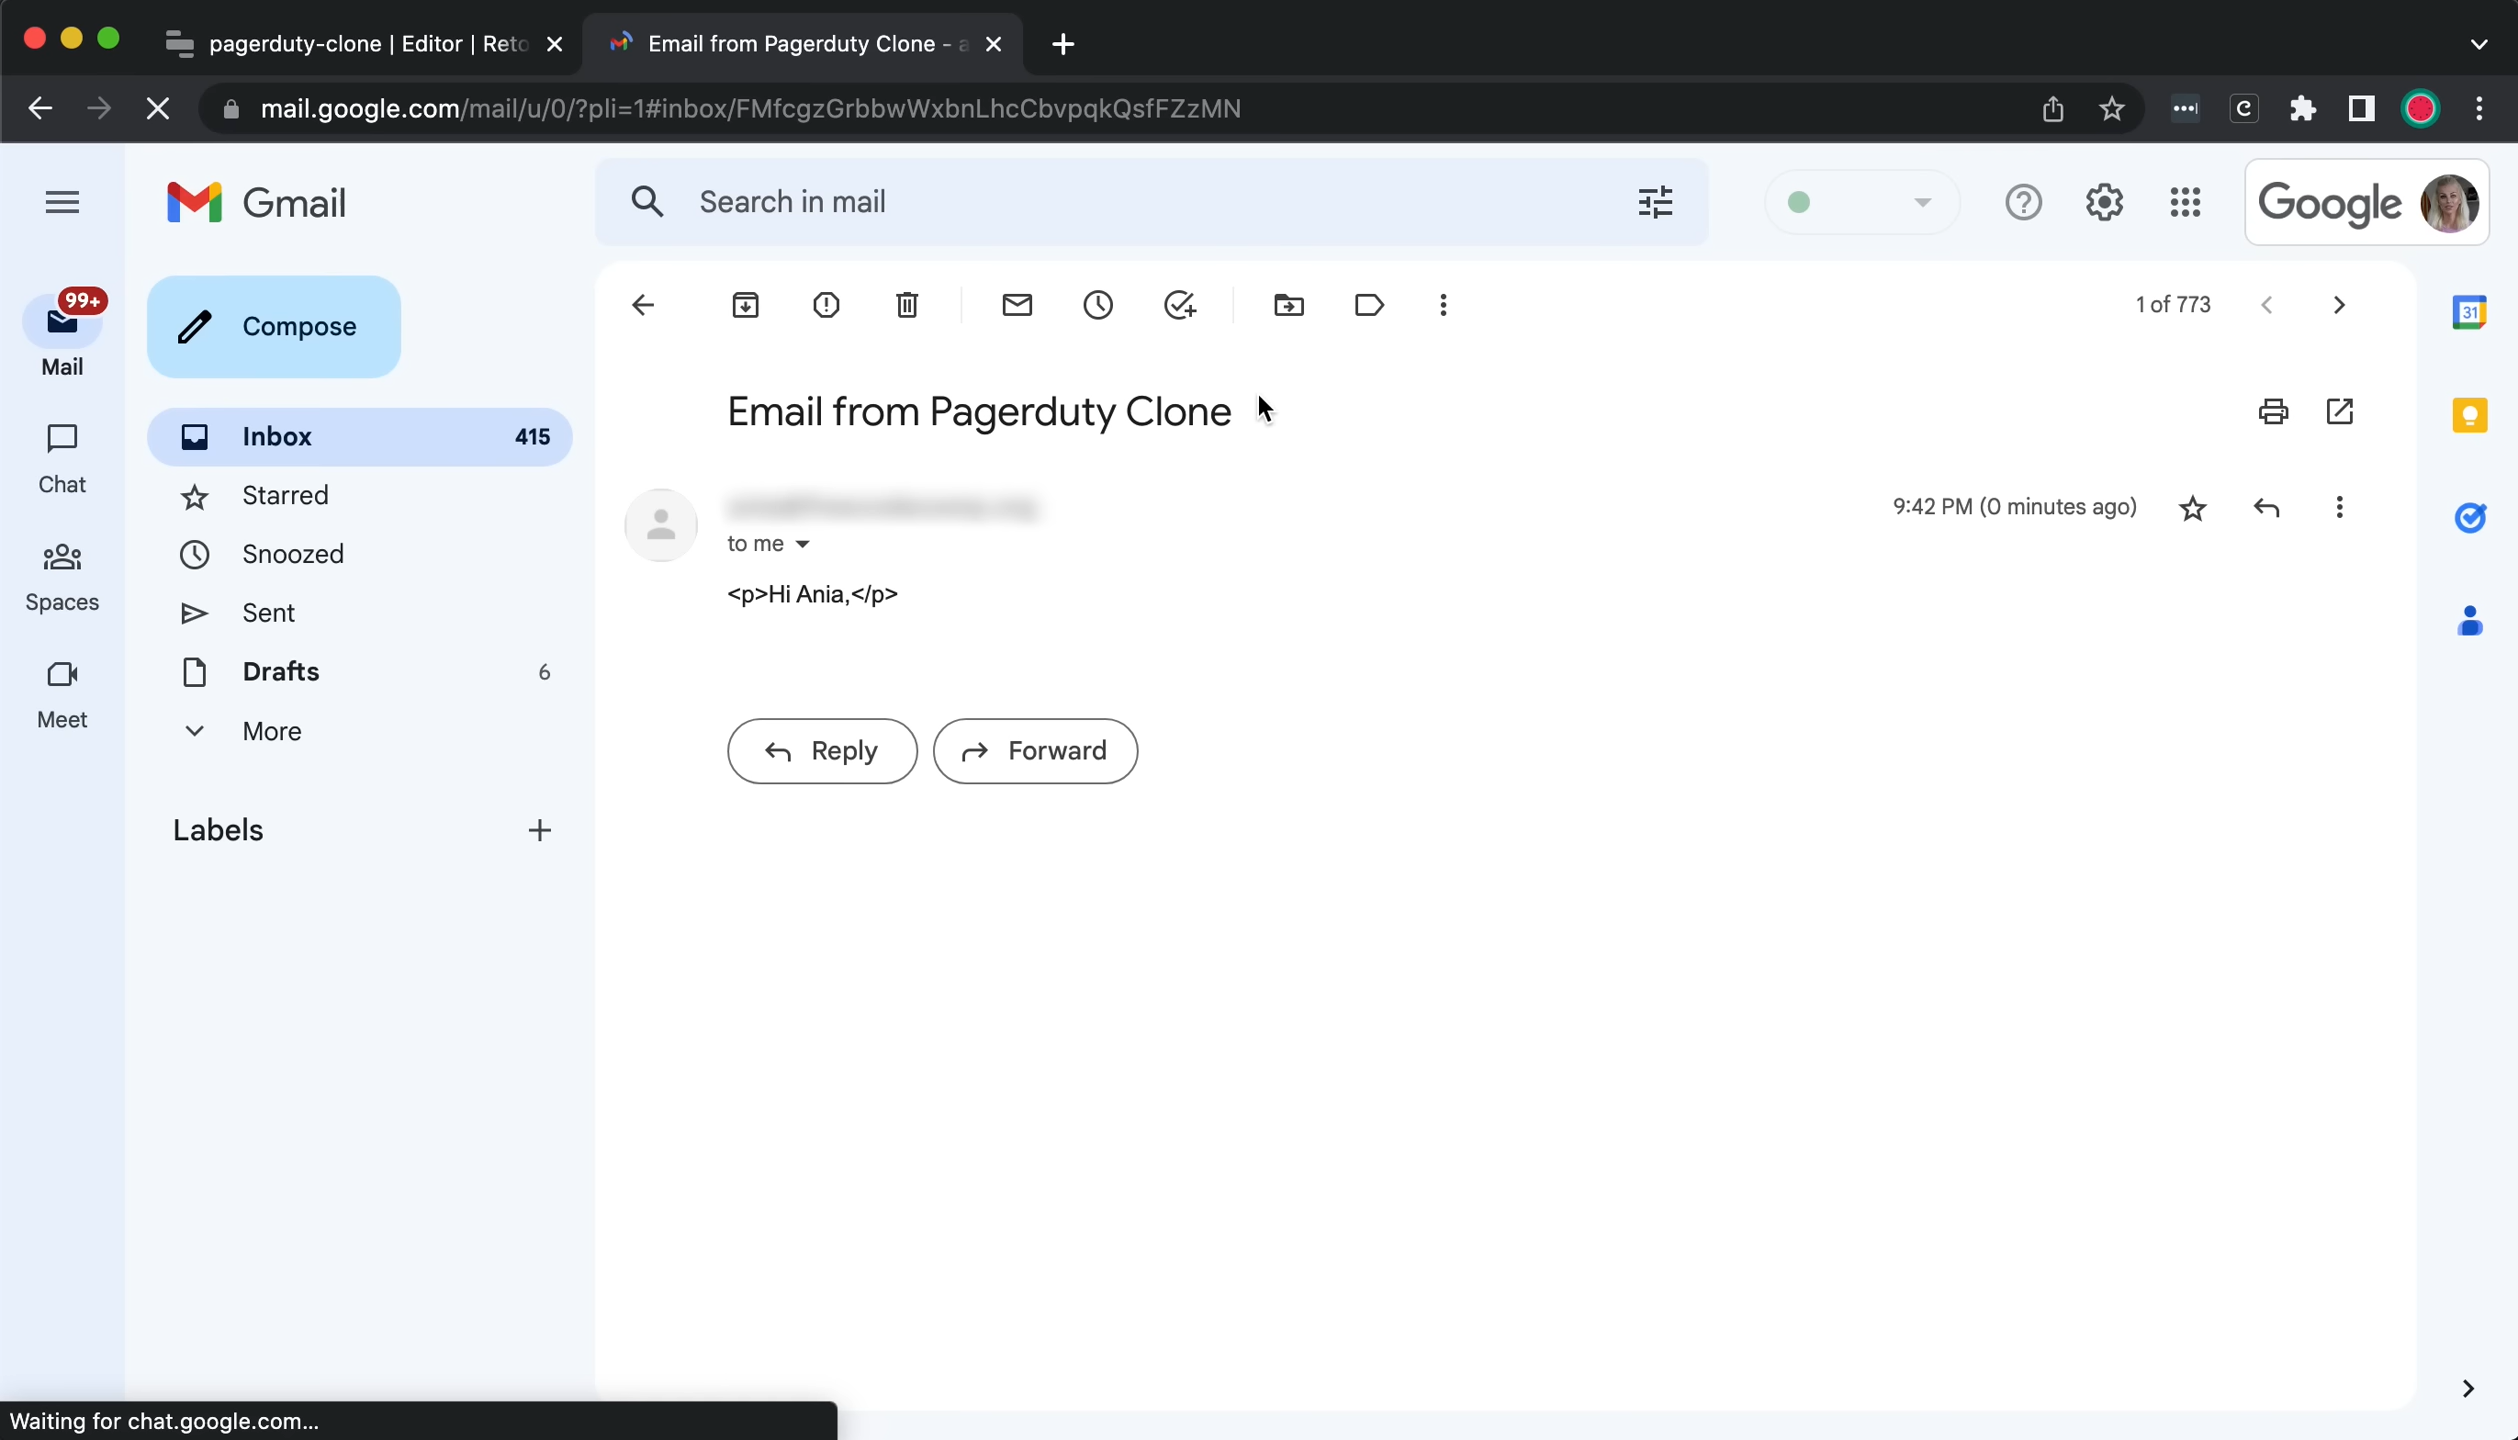 pagerduty-clone | Editor | Reto
Email from Pagerduty Clone - a
mail.google.com/mail/u/0/?pli=1#inbox/FMfcgzGrbbwWxbnLhcCbvpqkQsfFZzMN
Gmail
Search in mail
Google
99+
Mail
Chat
Spaces
Meet
Compose
Inbox 415
Starred
Snoozed
Sent
Drafts 6
More
Labels
1 of 773
31
Email from Pagerduty Clone
9:42 PM (0 minutes ago)
to me
<p>Hi Ania,</p>
Reply
Forward
Waiting for chat.google.com...